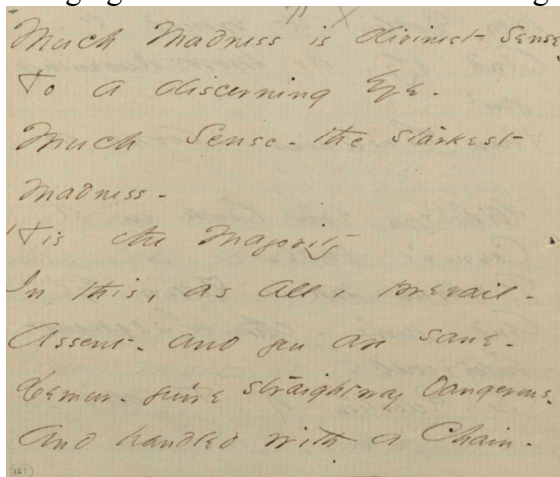 Much Madness is divinest Sense
To a discerning Eye.
Much Sense - the starkest
Madness -
'Tis the Majority
In this, as All, prevail -
Assent - and you are sane -
Demur - you're straightway dangerous
And handled with a Chain -